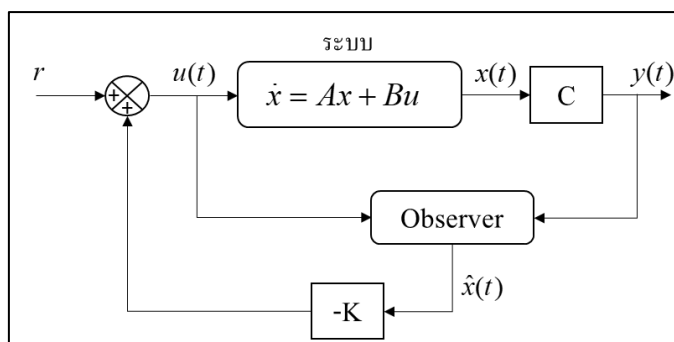 ระบบ
r
+
+
u(t)
ẋ = Ax + Bu
x(t)
C
y(t)
Observer
x̂(t)
-K